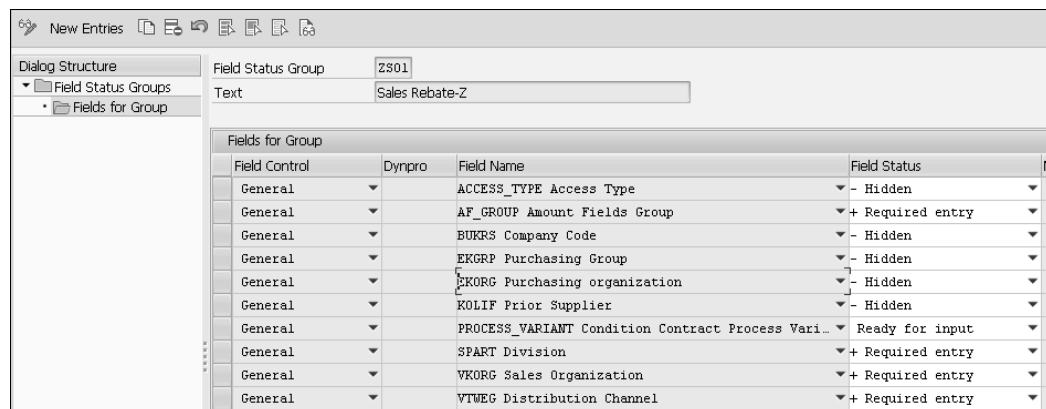 New Entries
Dialog Structure
Field Status Groups
Fields for Group
Field Status Group ZS01
Text Sales Rebate-Z
Fields for Group
Field Control Dynpro Field Name Field Status
General ACCESS_TYPE Access Type - Hidden
General AF_GROUP Amount Fields Group + Required entry
General BUKRS Company Code - Hidden
General EKGRP Purchasing Group - Hidden
General EKORG Purchasing organization - Hidden
General KOLIF Prior Supplier - Hidden
General PROCESS_VARIANT Condition Contract Process Vari… Ready for input
General SPART Division + Required entry
General VKORG Sales Organization + Required entry
General VTWEG Distribution Channel + Required entry